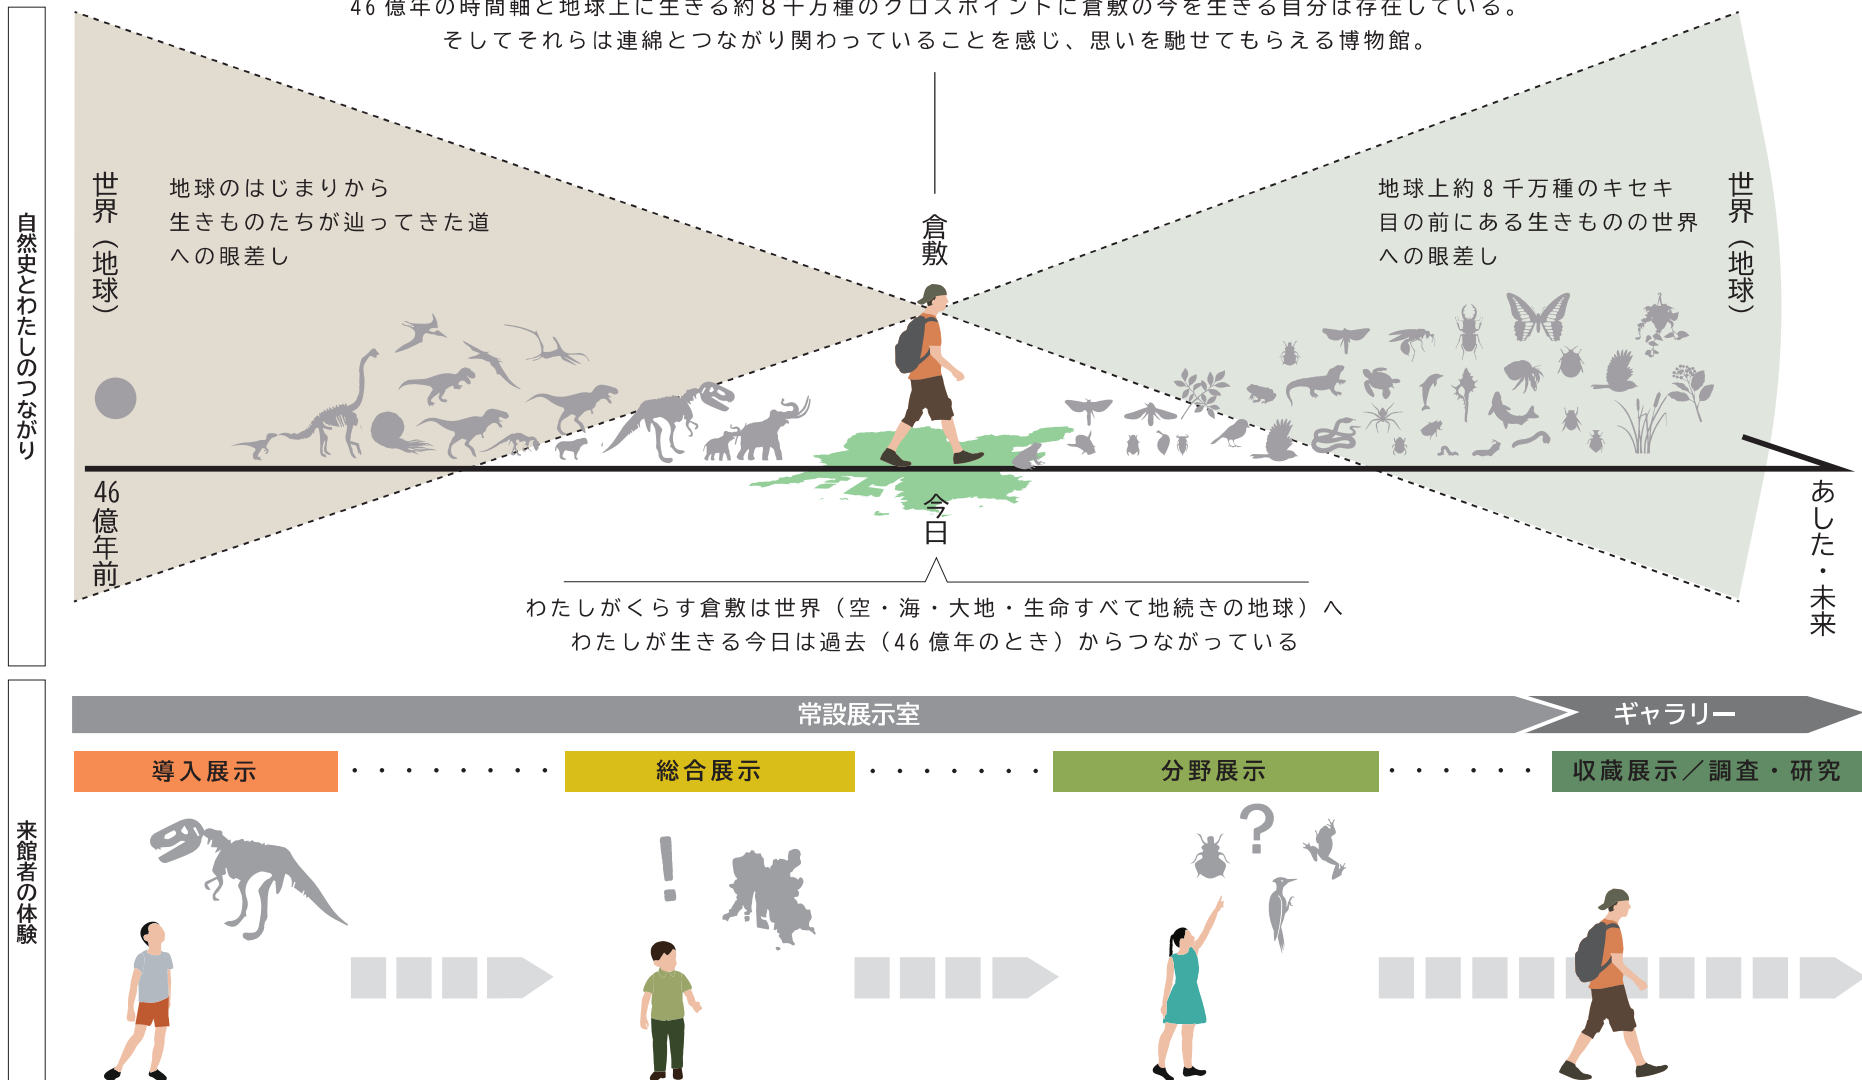 46 億年の時間軸と地球上に生きる約 8 千万種のクロスポイントに倉敷の今を生きる自分は存在している。
そしてそれらは連綿とつながり関わっていることを感じ、思いを馳せてもらえる博物館。
自然史とわたしのつながり
世界(地球)
地球のはじまりから
生きものたちが辿ってきた道
への眼差し
倉敷
地球上約 8 千万種のキセキ
目の前にある生きものの世界
への眼差し
世界(地球)
46億年前
今日
あした・未来
わたしがくらす倉敷は世界（空・海・大地・生命すべて地続きの地球）へ
わたしが生きる今日は過去（46 億年のとき）からつながっている
来館者の体験
常設展示室
ギャラリー
導入展示
総合展示
分野展示
収蔵展示／調査・研究
!
?